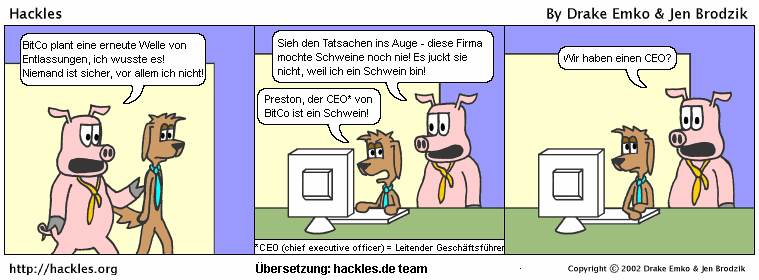 Hackles
By Drake Emko & Jen Brodzik
BitCo plant eine erneute Welle von
Entlassungen, ich wusste es!
Niemand ist sicher, vor allem ich nicht!
Sieh den Tatsachen ins Auge - diese Firma
mochte Schweine noch nie! Es juckt sie
nicht, weil ich ein Schwein bin!
Preston, der CEO* von
BitCo ist ein Schwein!
*CEO (chief executive officer) = Leitender Geschäftsführer
Wir haben einen CEO?
http://hackles.org
Übersetzung: hackles.de team
Copyright © 2002 Drake Emko & Jen Brodzik